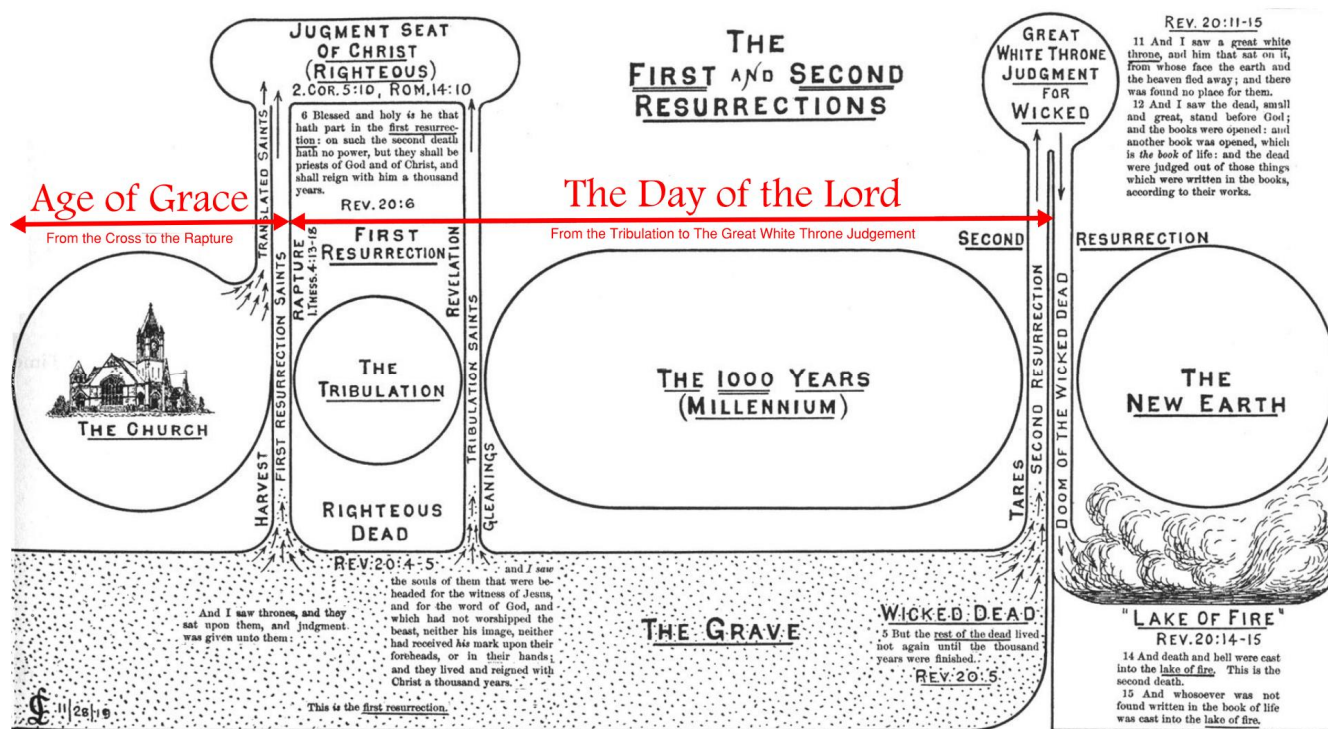 JUGMENT SEAT
OF CHRIST
(RIGHTEOUS)
2.COR.5:10, ROM.14:10
6 Blessed and holy is he that
hath part in the first resurrec-
tion: on such the second death
hath no power, but they shall be
priests of God and of Christ, and
shall reign with him a thousand
years.
REV. 20:6
THE
FIRST AND SECOND
RESURRECTIONS
GREAT
WHITE THRONE
JUDGMENT
FOR
WICKED
REV. 20:11-15
11 And I saw a great white
throne, and him that sat on it,
from whose face the earth and
the heaven fled away; and there
was found no place for them.
12 And I saw the dead, small
and great, stand before God;
and the books were opened: and
another book was opened, which
is the book of life: and the dead
were judged out of those things
which were written in the books,
according to their works.
Age of Grace
From the Cross to the Rapture
The Day of the Lord
From the Tribulation to The Great White Throne Judgement
TRANSLATED SAINTS
FIRST RESURRECTION SAINTS
HARVEST
RAPTURE
1.THESS.4:13-18
FIRST
RESURRECTION
REVELATION
TRIBULATION SAINTS
GLEANINGS
SECOND RESURRECTION
TARES
SECOND RESURRECTION
DOOM OF THE WICKED DEAD
THE CHURCH
THE
TRIBULATION
THE 1000 YEARS
(MILLENNIUM)
THE
NEW EARTH
RIGHTEOUS
DEAD
REV. 20:4-5
And I saw thrones, and they
sat upon them, and judgment
was given unto them:
and I saw
the souls of them that were be-
headed for the witness of Jesus,
and for the word of God, and
which had not worshipped the
beast, neither his image, neither
had received his mark upon their
foreheads, or in their hands;
and they lived and reigned with
Christ a thousand years.
This is the first resurrection.
THE GRAVE
WICKED DEAD
5 But the rest of the dead lived
not again until the thousand
years were finished.
REV. 20:5
"LAKE OF FIRE"
REV. 20:14-15
14 And death and hell were cast
into the lake of fire. This is the
second death.
15 And whosoever was not
found written in the book of life
was cast into the lake of fire.
11/28/19